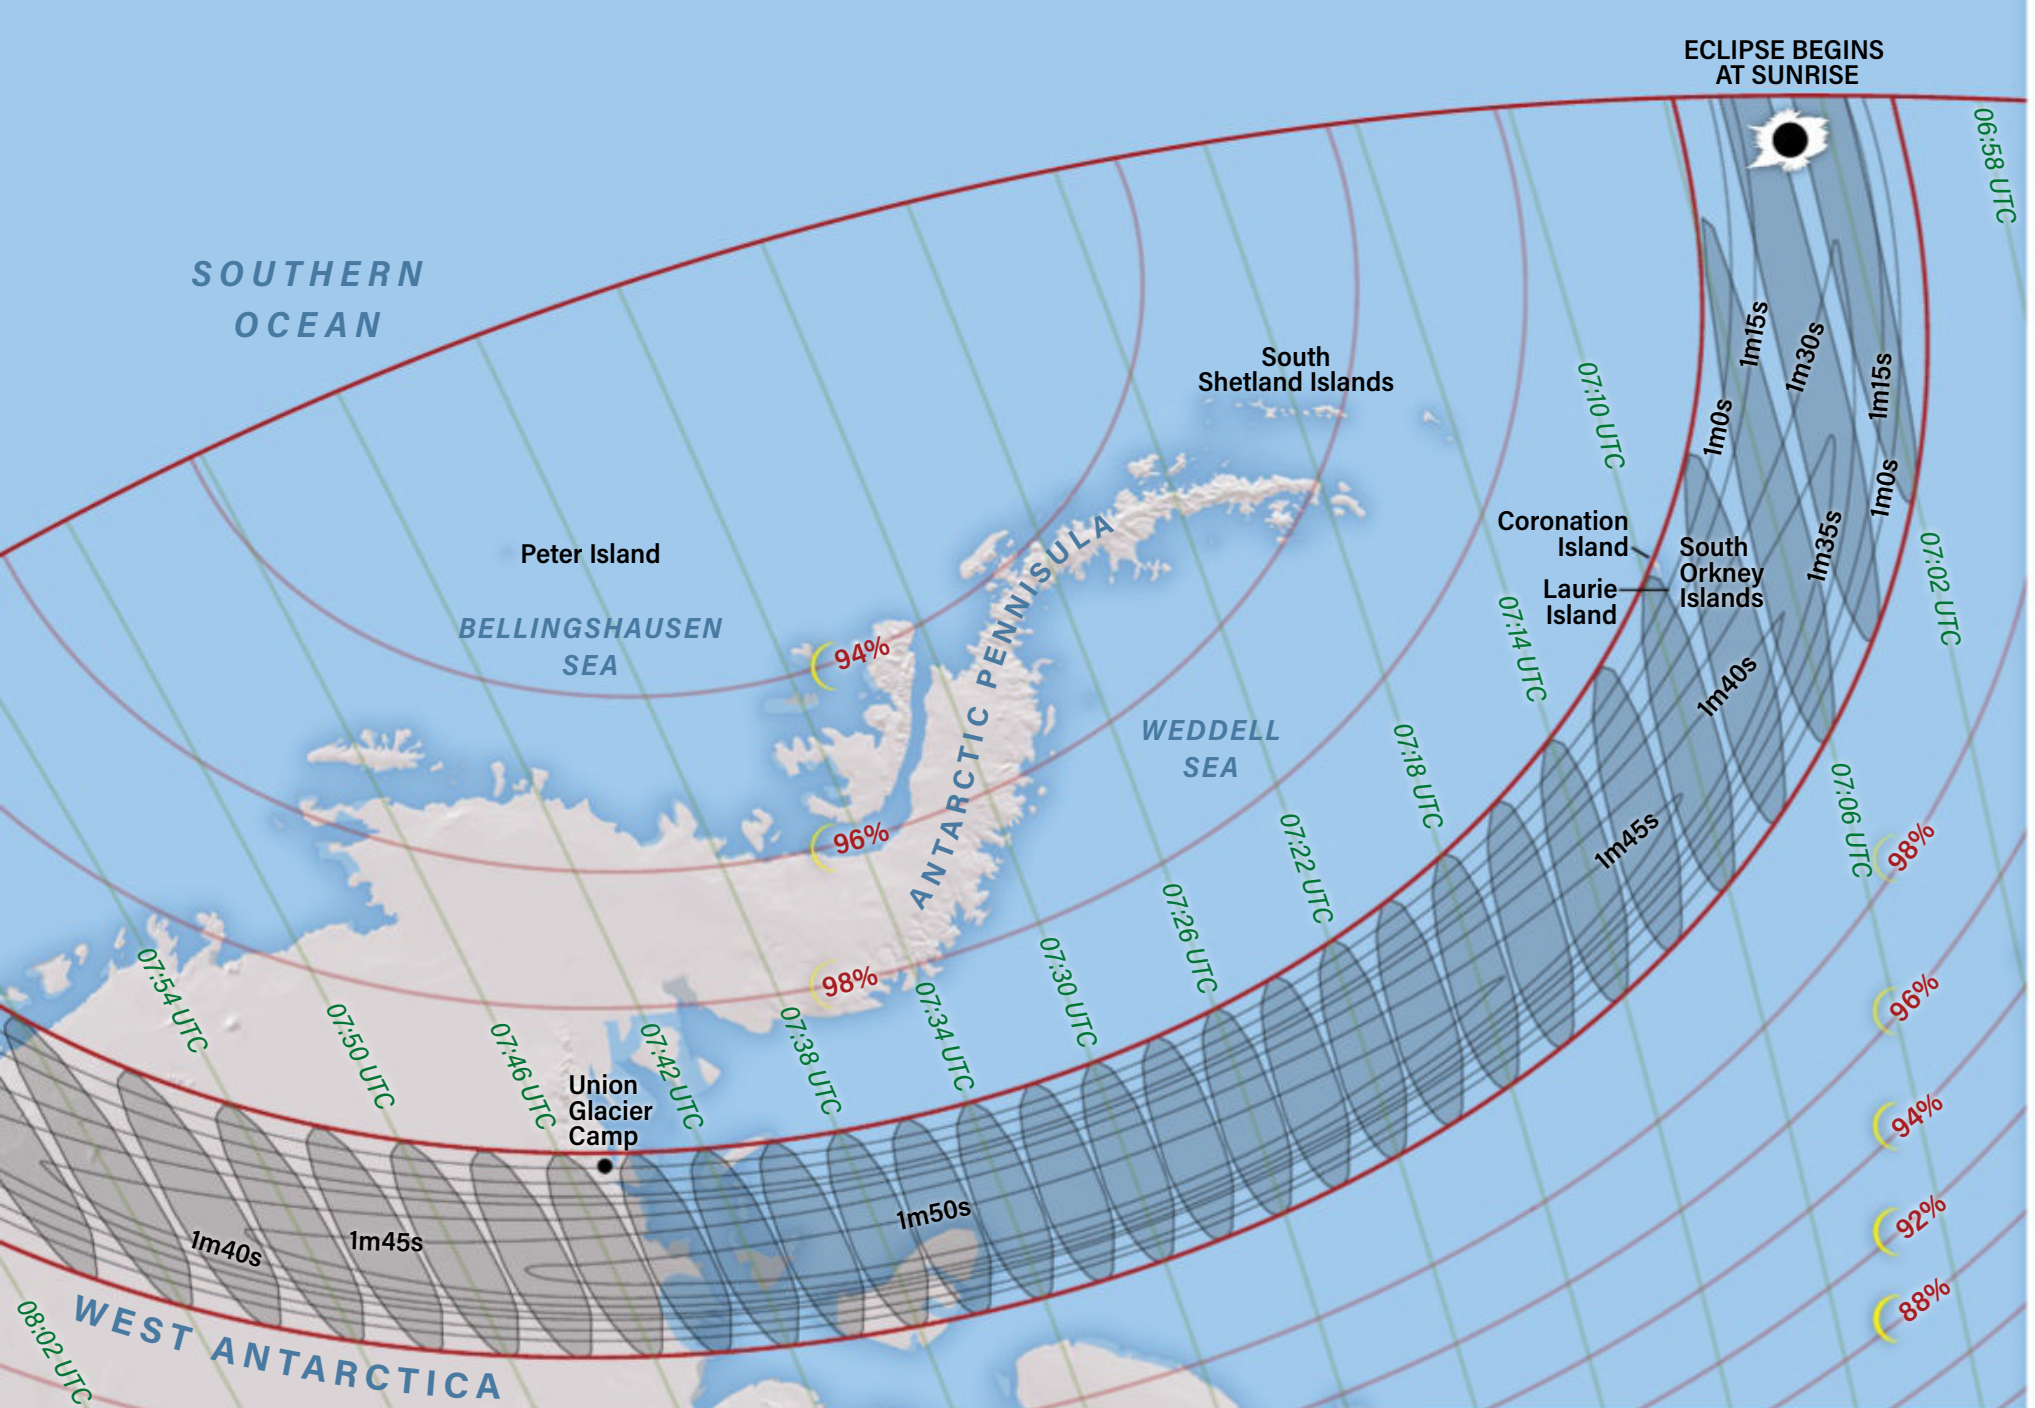 ECLIPSE BEGINS
AT SUNRISE
06:58 UTC
SOUTHERN
OCEAN
South
Shetland Islands
1m15s
1m30s
1m15s
07:10 UTC
1m0s
1m0s
Coronation
Island
South
Orkney
Islands
Laurie
Island
1m35s
07:02 UTC
Peter Island
ANTARCTIC PENNISULA
BELLINGSHAUSEN
SEA
94%
07:14 UTC
1m40s
WEDDELL
SEA
07:18 UTC
07:06 UTC
96%
1m45s
98%
07:22 UTC
07:26 UTC
98%
96%
07:54 UTC
07:50 UTC
07:46 UTC
07:42 UTC
07:38 UTC
07:34 UTC
07:30 UTC
Union
Glacier
Camp
94%
1m40s
1m45s
1m50s
92%
88%
08:02 UTC
WEST ANTARCTICA